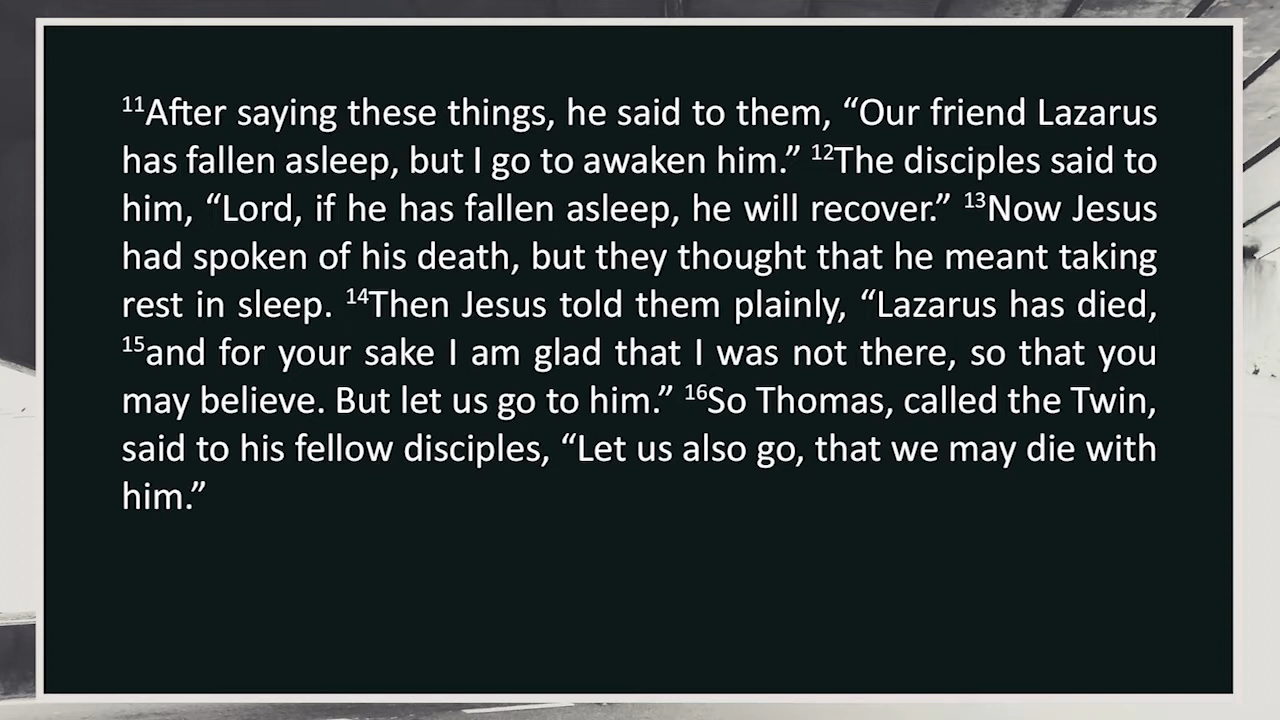 ¹¹After saying these things, he said to them, “Our friend Lazarus
has fallen asleep, but I go to awaken him.” ¹²The disciples said to
him, “Lord, if he has fallen asleep, he will recover.” ¹³Now Jesus
had spoken of his death, but they thought that he meant taking
rest in sleep. ¹⁴Then Jesus told them plainly, “Lazarus has died,
¹⁵and for your sake I am glad that I was not there, so that you
may believe. But let us go to him.” ¹⁶So Thomas, called the Twin,
said to his fellow disciples, “Let us also go, that we may die with
him.”